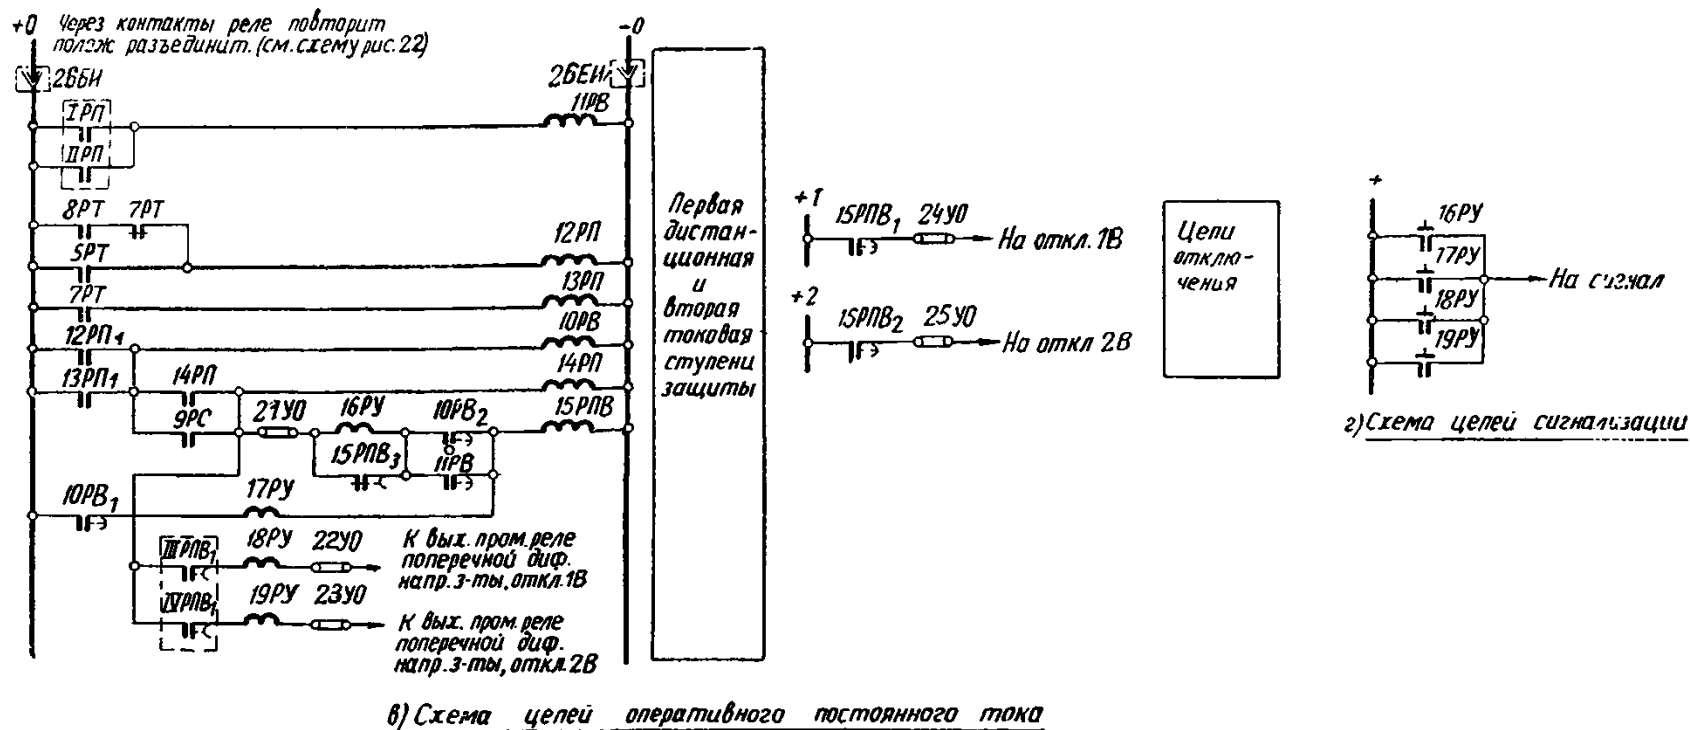 +0 Через контакты реле повторит
полож разъединит. (см. схему рис. 22)
-0
26БИ
26БИ
11РВ
IРП
IIРП
8РТ 7РТ
12РП
5РТ
13РП
7РТ
10РВ
12РП1
14РП
13РП1 14РП
15РПВ
9РС 21УО 16РУ 10РВ2
15РПВ3 11РВ
10РВ1 17РУ
IIIРПВ1 18РУ 22УО
К вых. пром. реле
поперечной диф.
напр. з-ты, откл. 1В
IVРПВ1 19РУ 23УО
К вых. пром. реле
поперечной диф.
напр. з-ты, откл. 2В
Первая
дистан-
ционная
и
вторая
токовая
ступени
защиты
+1 15РПВ1 24УО
На откл. 1В
+2 15РПВ2 25УО
На откл 2В
Цепи
отклю-
чения
+
16РУ
17РУ
На сигнал
18РУ
19РУ
г) Схема цепей сигнализации
в) Схема цепей оперативного постоянного тока